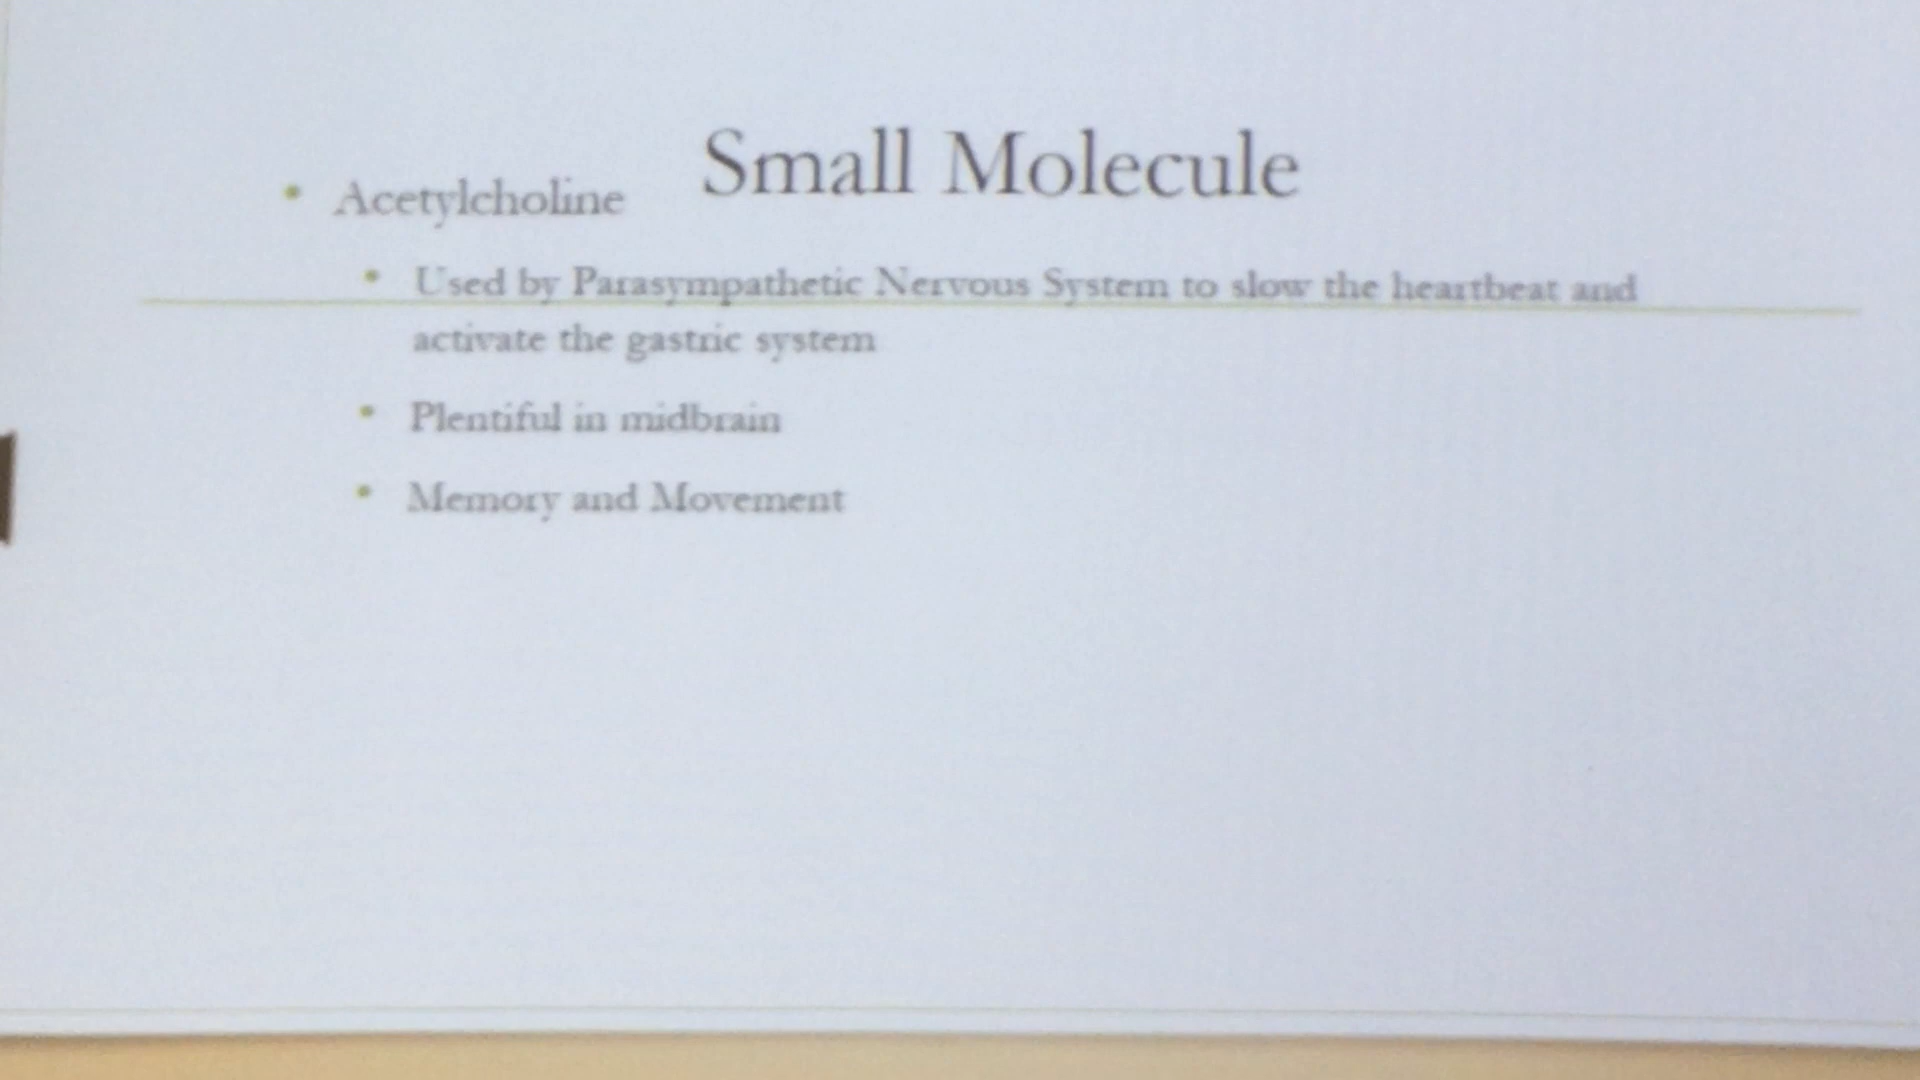 Small Molecule
• Acetylcholine
• Used by Parasympathetic Nervous System to slow the heartbeat and
activate the gastric system
• Plentiful in midbrain
• Memory and Movement